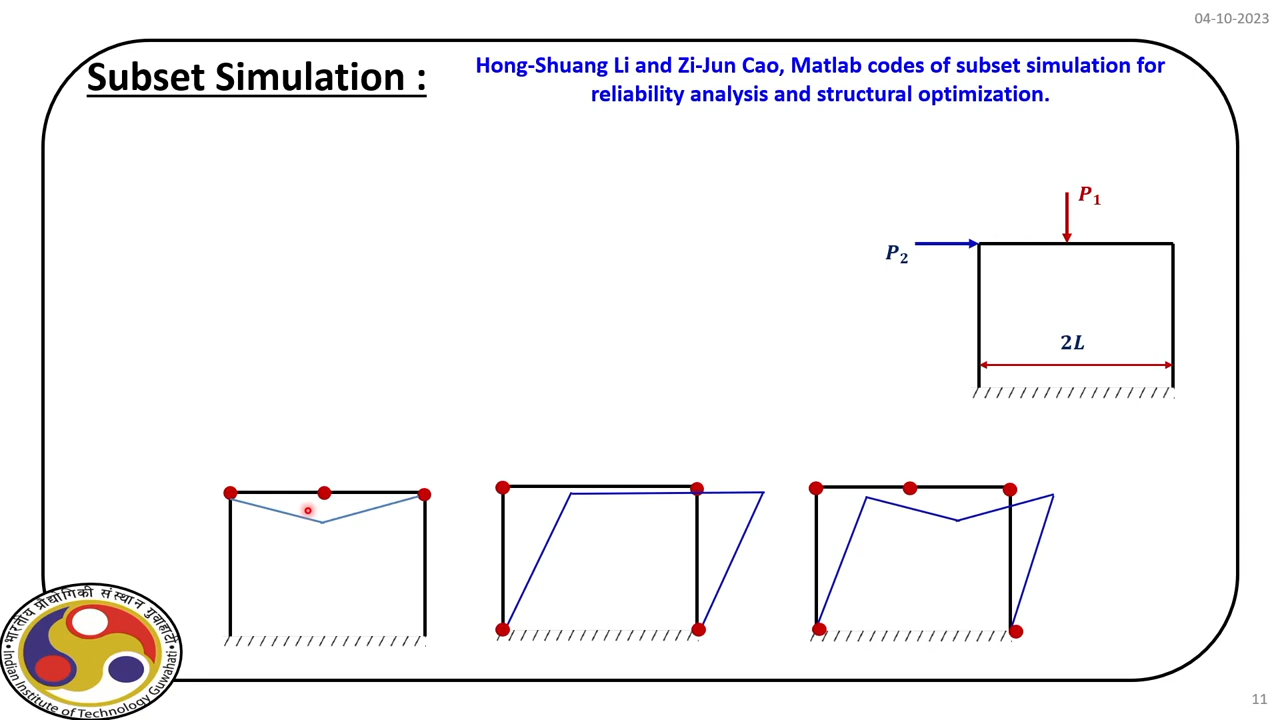 04-10-2023
Subset Simulation :
Hong-Shuang Li and Zi-Jun Cao, Matlab codes of subset simulation for
reliability analysis and structural optimization.
P1
P2
2L
भारतीय प्रौद्योगिकी संस्थान गुवाहाटी
Indian Institute of Technology Guwahati
11